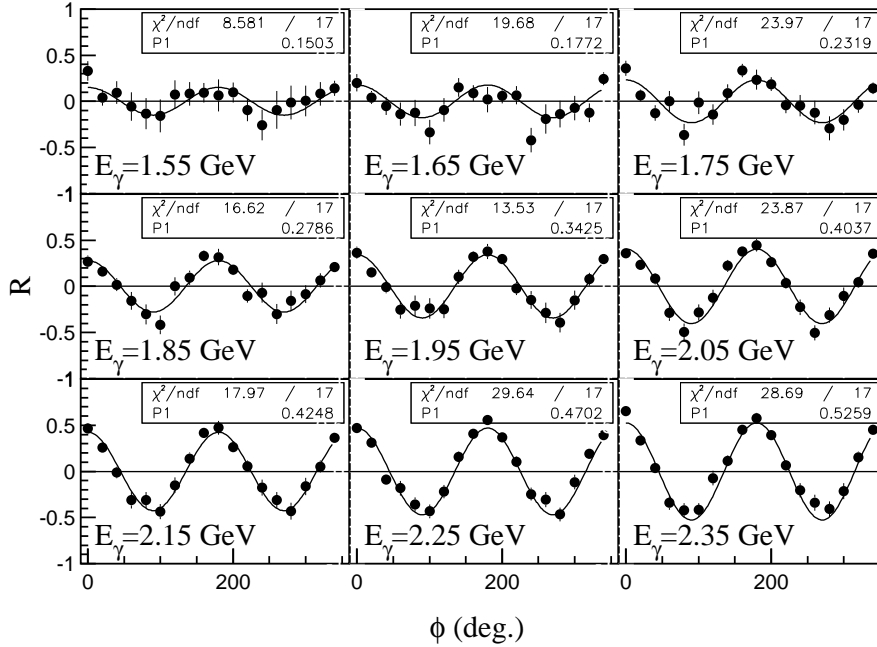 1
0.5
0
-0.5
-1
χ²/ndf 8.581 / 17
P1 0.1503
Eγ=1.55 GeV
χ²/ndf 19.68 / 17
P1 0.1772
Eγ=1.65 GeV
χ²/ndf 23.97 / 17
P1 0.2319
Eγ=1.75 GeV
R
0.5
0
-0.5
-1
χ²/ndf 16.62 / 17
P1 0.2786
Eγ=1.85 GeV
χ²/ndf 13.53 / 17
P1 0.3425
Eγ=1.95 GeV
χ²/ndf 23.87 / 17
P1 0.4037
Eγ=2.05 GeV
0.5
0
-0.5
-1
χ²/ndf 17.97 / 17
P1 0.4248
Eγ=2.15 GeV
χ²/ndf 29.64 / 17
P1 0.4702
Eγ=2.25 GeV
χ²/ndf 28.69 / 17
P1 0.5259
Eγ=2.35 GeV
0 200 0 200 0 200
ϕ (deg.)